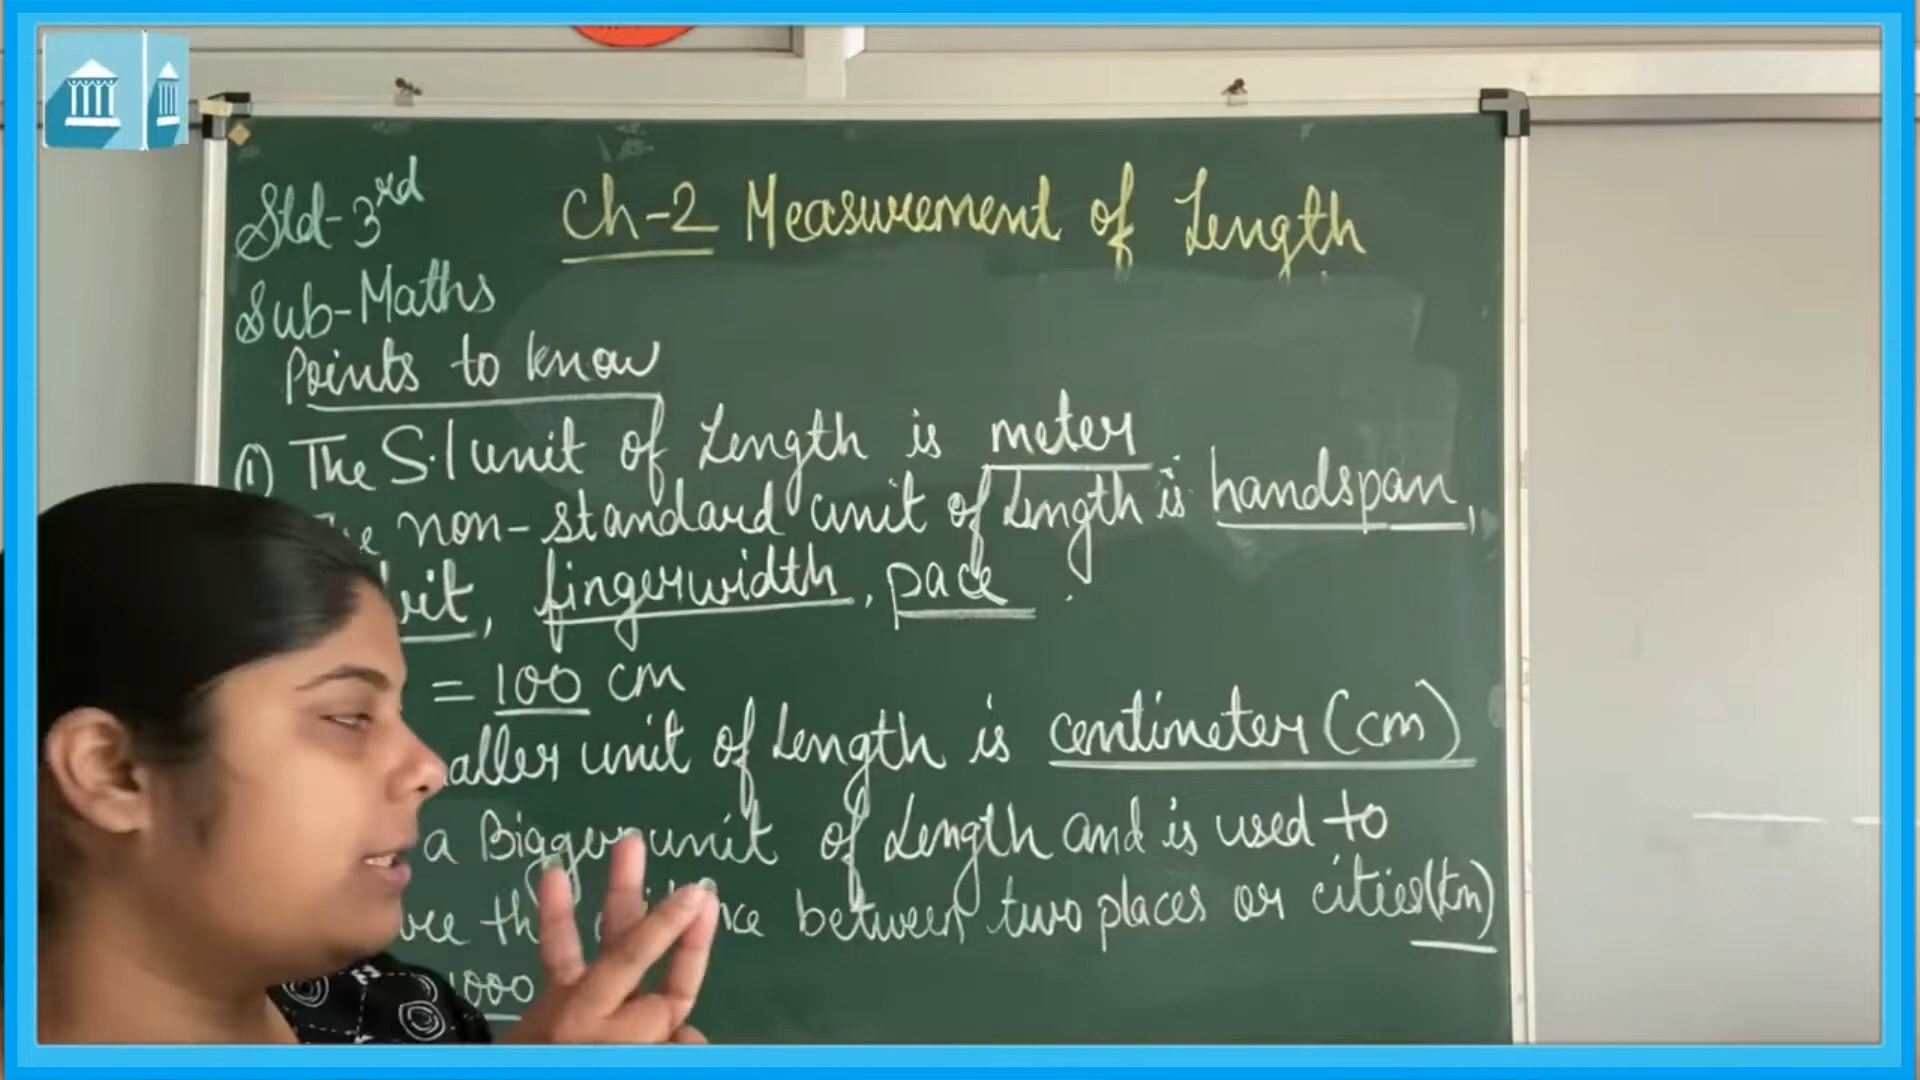 Std-3rd
Ch-2 Measurement of Length
Sub-Maths
Points to know
(1) The S.I unit of Length is meter
non-standard unit of Length is handspan,
fingerwidth, pace.
= 100 cm
unit of Length is centimeter (cm)
a Bigger unit of Length and is used to
between two places or cities (km)
1000